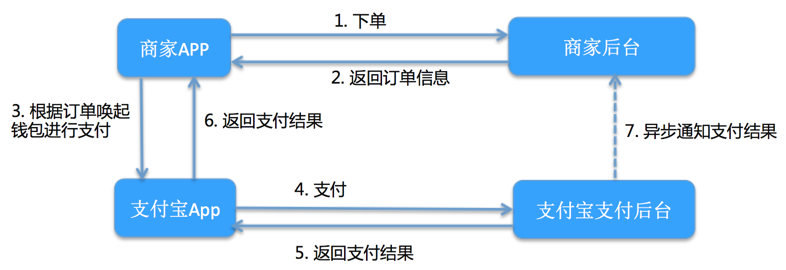 1. 下单
商家APP
商家后台
2. 返回订单信息
3. 根据订单唤起
钱包进行支付
6. 返回支付结果
7. 异步通知支付结果
4. 支付
支付宝App
支付宝支付后台
5. 返回支付结果